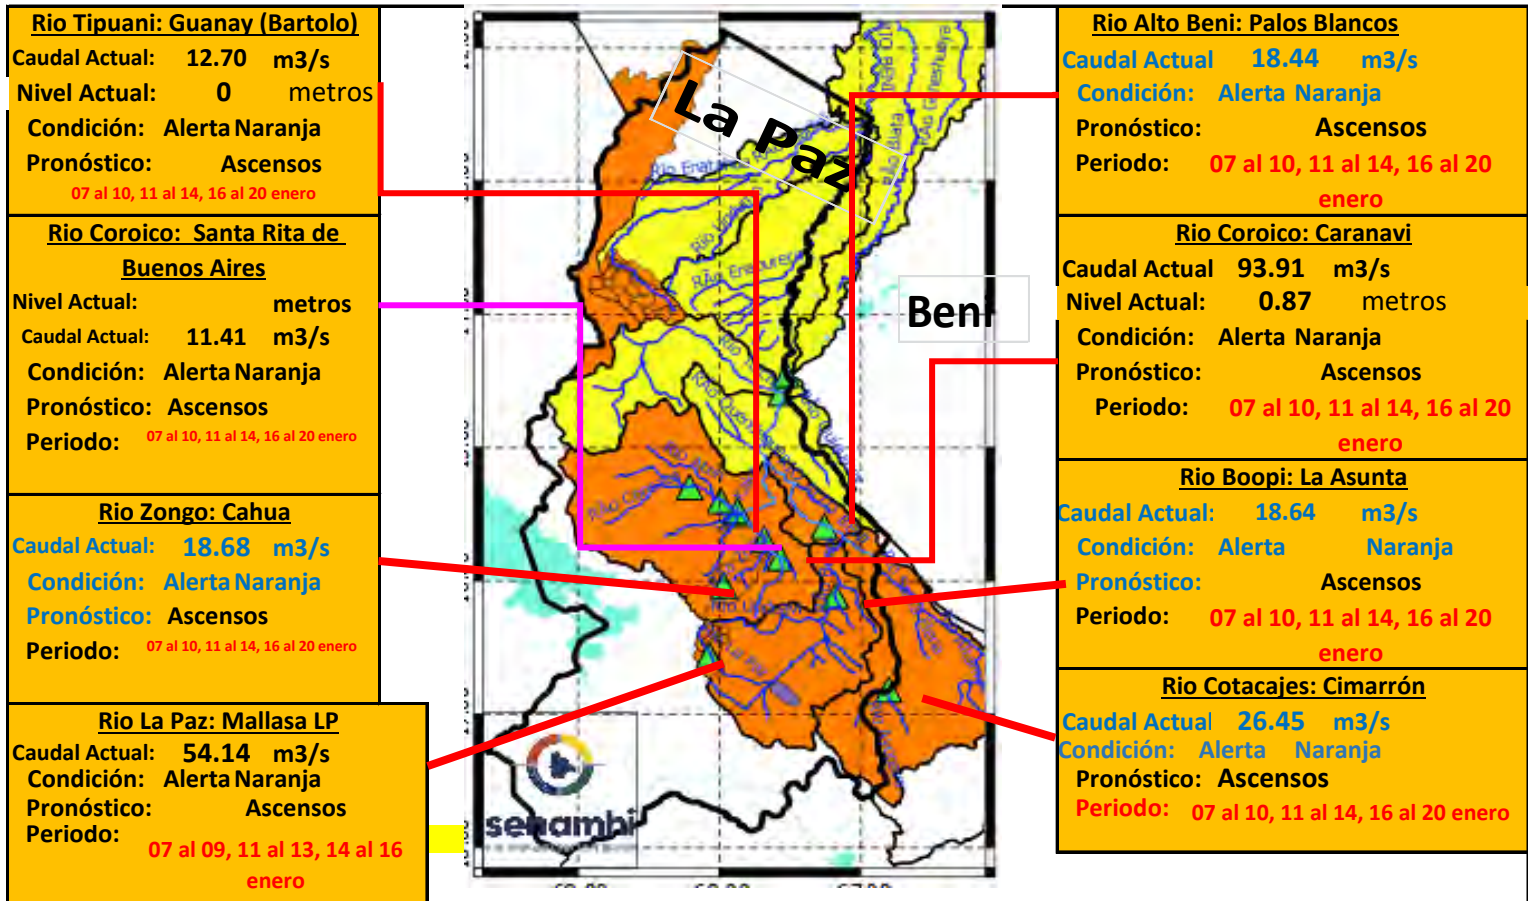 Rio Tipuani: Guanay (Bartolo)
Caudal Actual: 12.70 m3/s
Nivel Actual: 0 metros
Condición: Alerta Naranja
Pronóstico: Ascensos
07 al 10, 11 al 14, 16 al 20 enero
Rio Coroico: Santa Rita de
Buenos Aires
Nivel Actual: metros
Caudal Actual: 11.41 m3/s
Condición: Alerta Naranja
Pronóstico: Ascensos
Periodo: 07 al 10, 11 al 14, 16 al 20 enero
Rio Zongo: Cahua
Caudal Actual: 18.68 m3/s
Condición: Alerta Naranja
Pronóstico: Ascensos
Periodo: 07 al 10, 11 al 14, 16 al 20 enero
Rio La Paz: Mallasa LP
Caudal Actual: 54.14 m3/s
Condición: Alerta Naranja
Pronóstico: Ascensos
Periodo: 07 al 09, 11 al 13, 14 al 16
enero
La Paz
Beni
senamhi
Rio Alto Beni: Palos Blancos
Caudal Actual 18.44 m3/s
Condición: Alerta Naranja
Pronóstico: Ascensos
Periodo: 07 al 10, 11 al 14, 16 al 20
enero
Rio Coroico: Caranavi
Caudal Actual 93.91 m3/s
Nivel Actual: 0.87 metros
Condición: Alerta Naranja
Pronóstico: Ascensos
Periodo: 07 al 10, 11 al 14, 16 al 20
enero
Rio Boopi: La Asunta
Caudal Actual: 18.64 m3/s
Condición: Alerta Naranja
Pronóstico: Ascensos
Periodo: 07 al 10, 11 al 14, 16 al 20
enero
Rio Cotacajes: Cimarrón
Caudal Actual 26.45 m3/s
Condición: Alerta Naranja
Pronóstico: Ascensos
Periodo: 07 al 10, 11 al 14, 16 al 20 enero